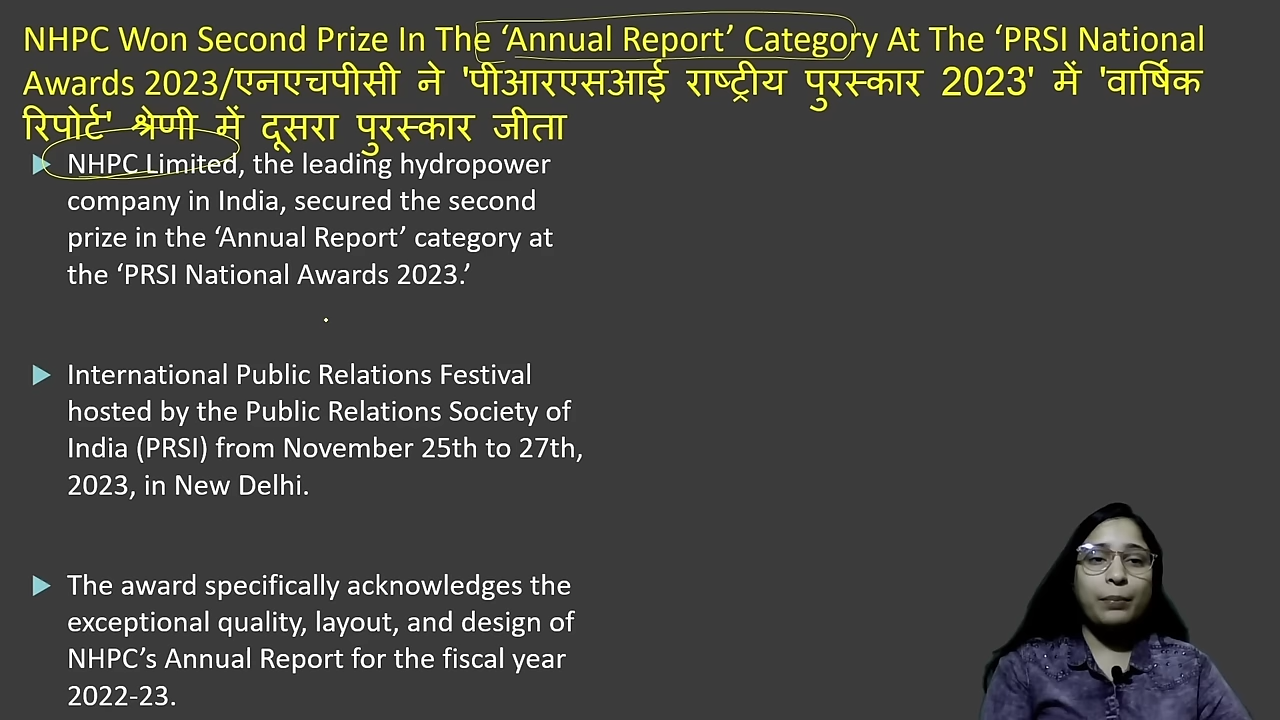 NHPC Won Second Prize In The ‘Annual Report’ Category At The ‘PRSI National
Awards 2023/एनएचपीसी ने 'पीआरएसआई राष्ट्रीय पुरस्कार 2023' में 'वार्षिक
रिपोर्ट' श्रेणी में दूसरा पुरस्कार जीता
NHPC Limited, the leading hydropower
company in India, secured the second
prize in the ‘Annual Report’ category at
the ‘PRSI National Awards 2023.’
International Public Relations Festival
hosted by the Public Relations Society of
India (PRSI) from November 25th to 27th,
2023, in New Delhi.
The award specifically acknowledges the
exceptional quality, layout, and design of
NHPC’s Annual Report for the fiscal year
2022-23.